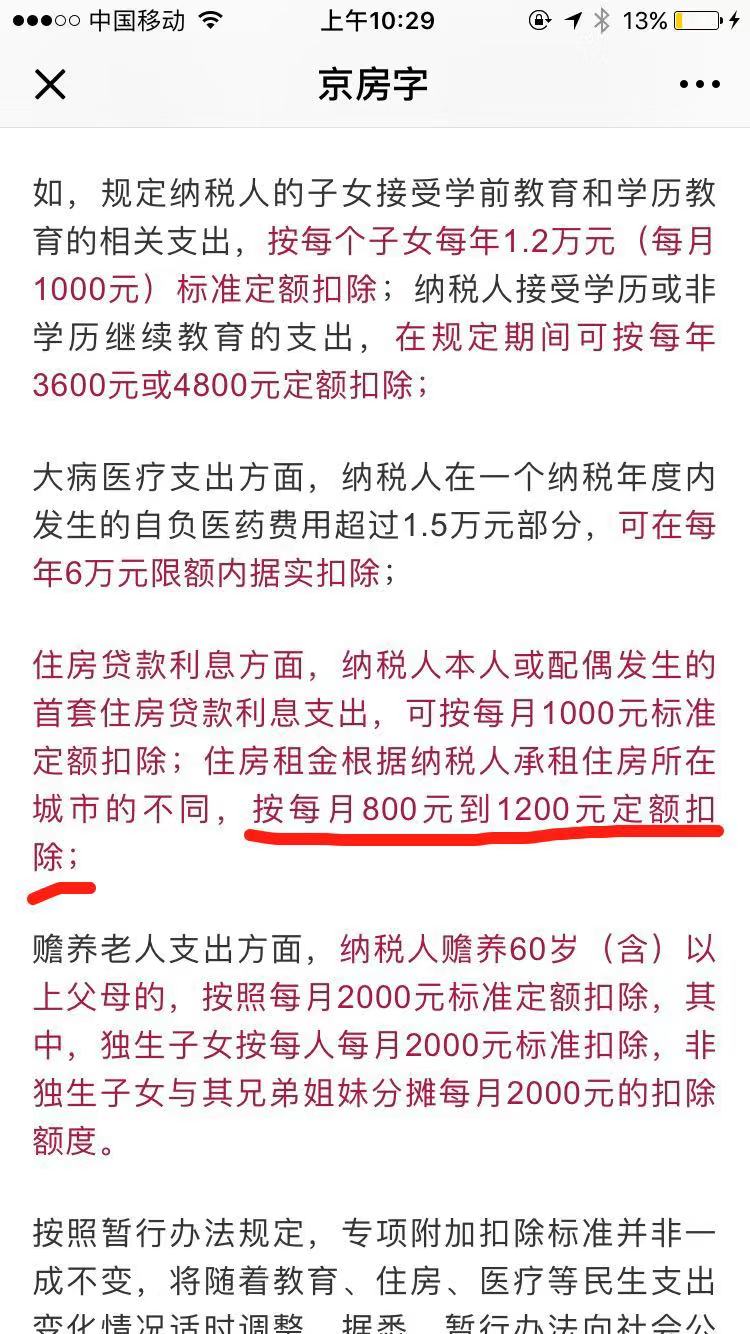 中国移动 上午10:29 13%
京房字
如，规定纳税人的子女接受学前教育和学历教
育的相关支出，按每个子女每年1.2万元（每月
1000元）标准定额扣除；纳税人接受学历或非
学历继续教育的支出，在规定期间可按每年
3600元或4800元定额扣除；
大病医疗支出方面，纳税人在一个纳税年度内
发生的自负医药费用超过1.5万元部分，可在每
年6万元限额内据实扣除；
住房贷款利息方面，纳税人本人或配偶发生的
首套住房贷款利息支出，可按每月1000元标准
定额扣除；住房租金根据纳税人承租住房所在
城市的不同，按每月800元到1200元定额扣
除；
赡养老人支出方面，纳税人赡养60岁（含）以
上父母的，按照每月2000元标准定额扣除，其
中，独生子女按每人每月2000元标准扣除，非
独生子女与其兄弟姐妹分摊每月2000元的扣除
额度。
按照暂行办法规定，专项附加扣除标准并非一
成不变，将随着教育、住房、医疗等民生支出
变化情况适时调整。据悉，暂行办法向社会公